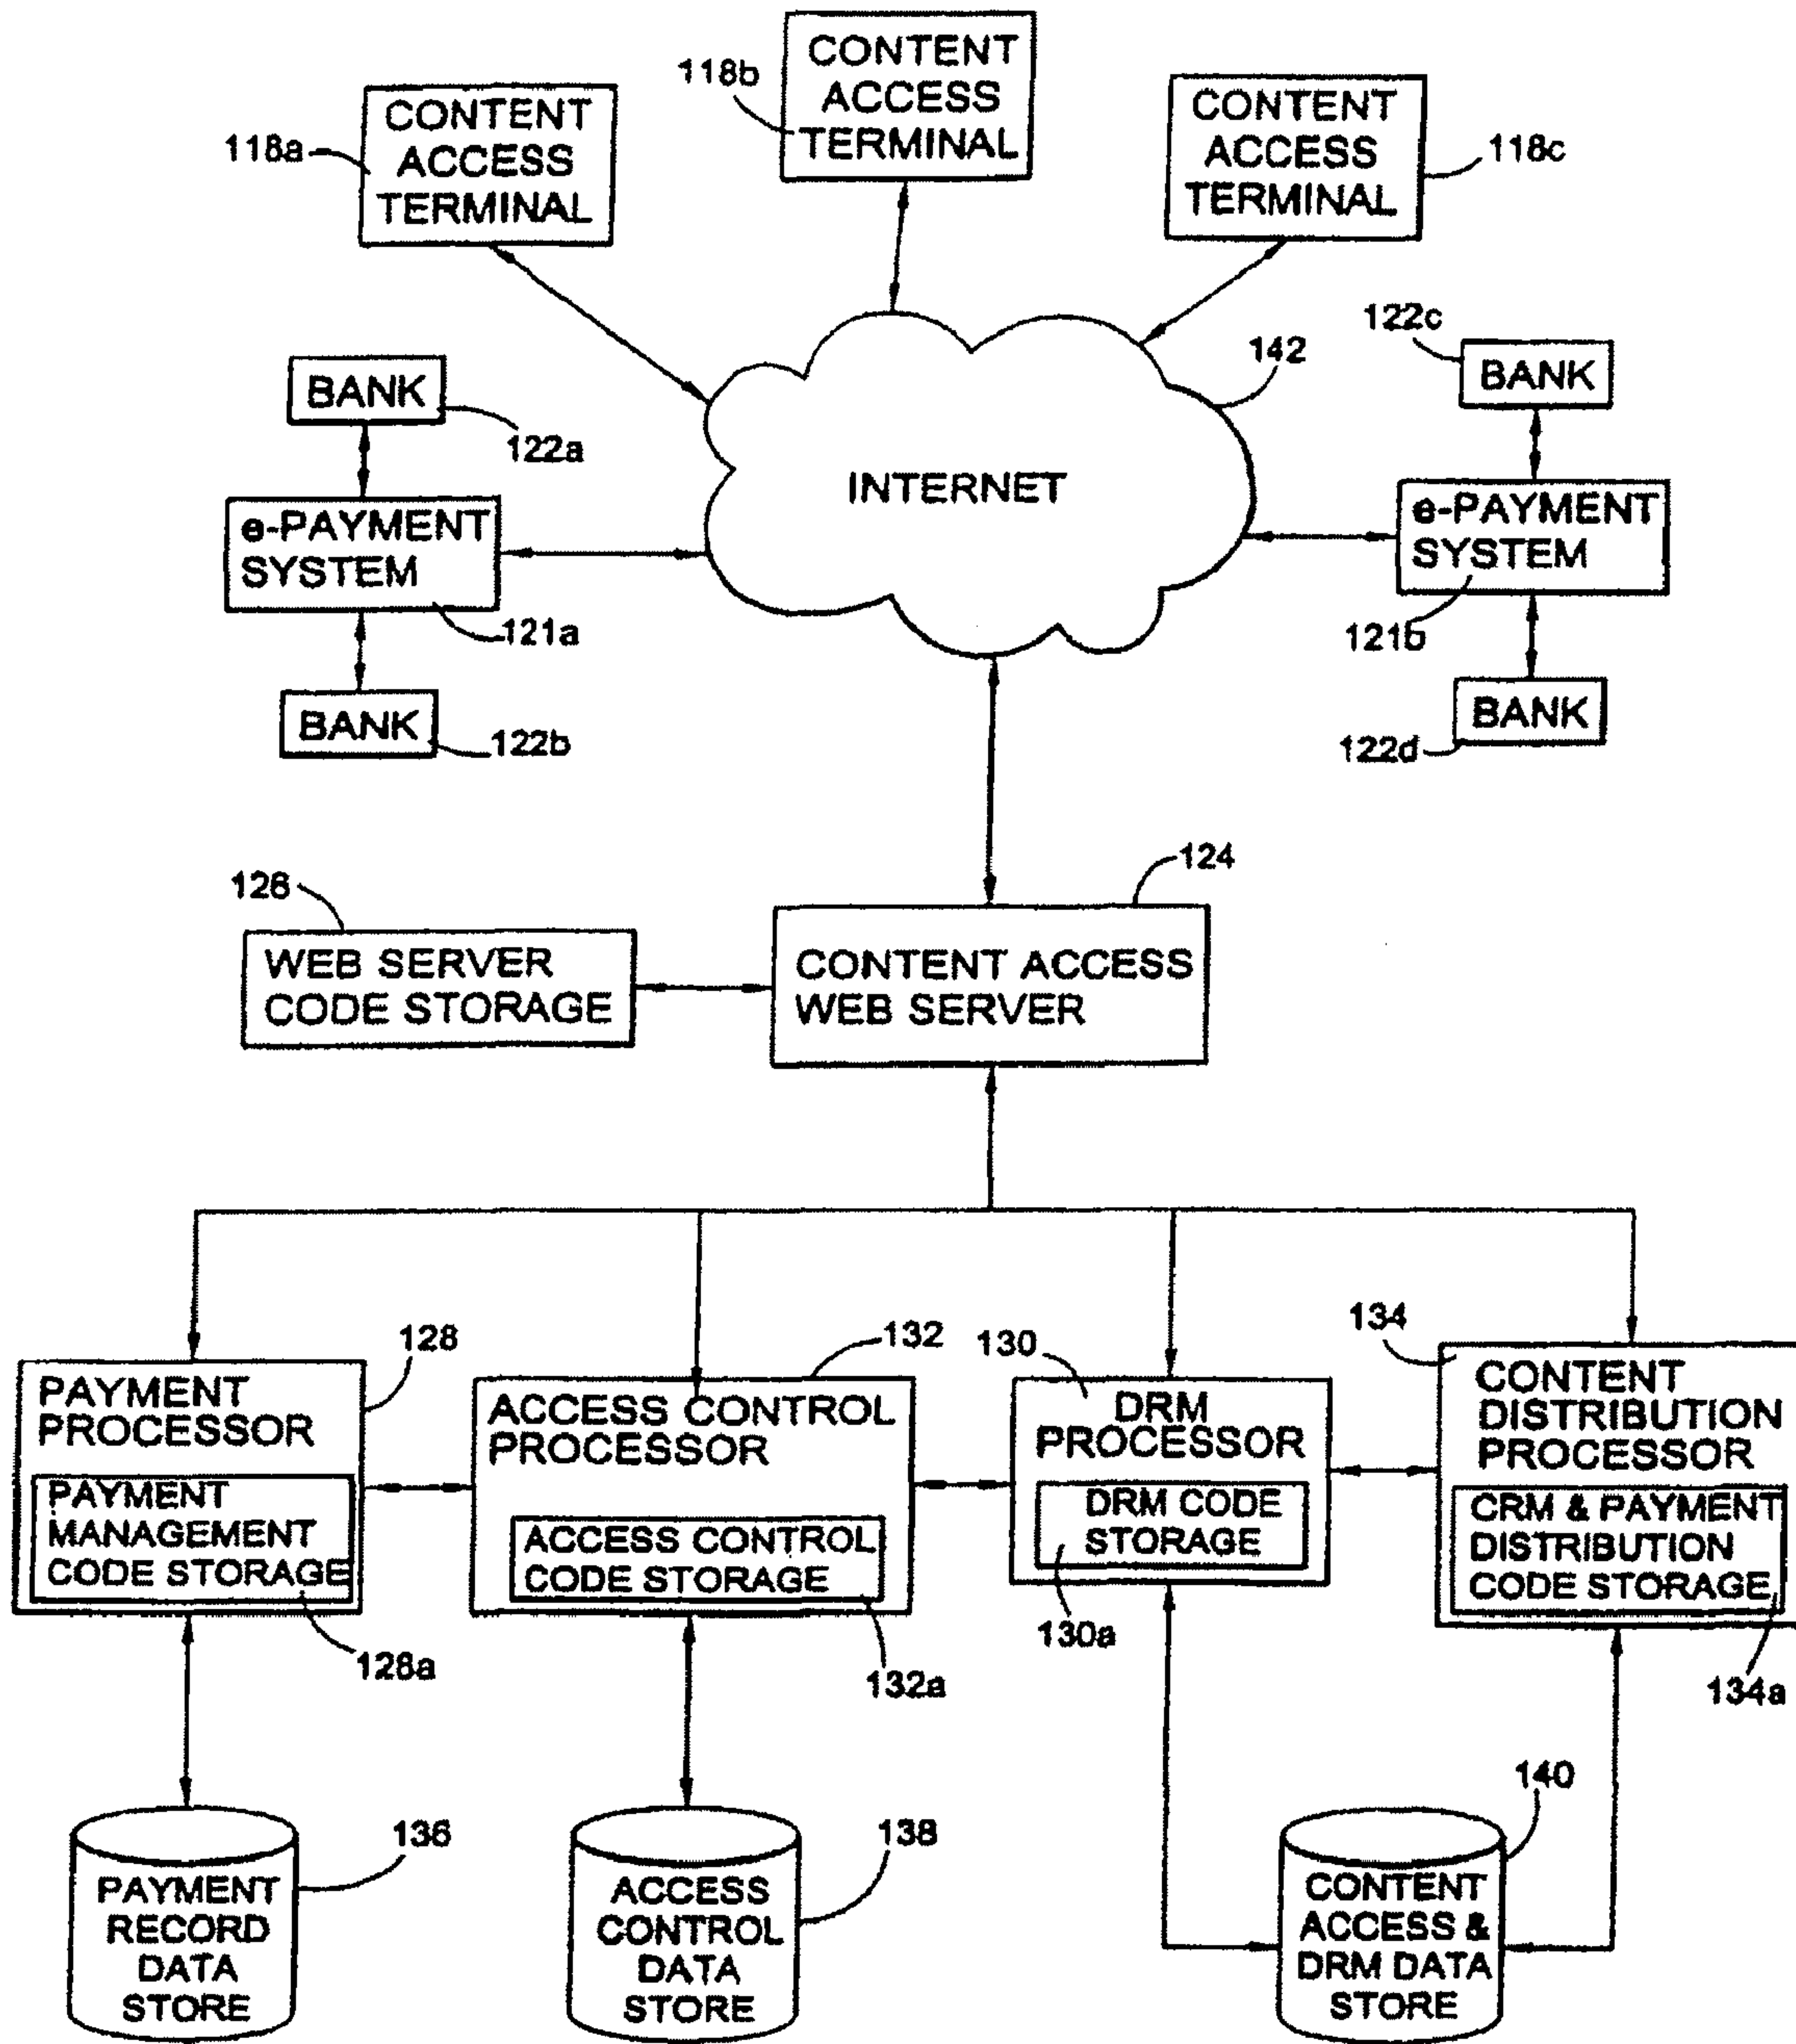 CONTENT
ACCESS
TERMINAL
118a
CONTENT
ACCESS
TERMINAL
118b
CONTENT
ACCESS
TERMINAL
118c
142
INTERNET
BANK
122a
e-PAYMENT
SYSTEM
121a
BANK
122b
122c
BANK
e-PAYMENT
SYSTEM
121b
BANK
122d
126
WEB SERVER
CODE STORAGE
124
CONTENT ACCESS
WEB SERVER
128
PAYMENT
PROCESSOR
PAYMENT
MANAGEMENT
CODE STORAGE
128a
132
ACCESS CONTROL
PROCESSOR
ACCESS CONTROL
CODE STORAGE
132a
130
DRM
PROCESSOR
DRM CODE
STORAGE
130a
134
CONTENT
DISTRIBUTION
PROCESSOR
CRM & PAYMENT
DISTRIBUTION
CODE STORAGE
134a
136
PAYMENT
RECORD
DATA
STORE
138
ACCESS
CONTROL
DATA
STORE
140
CONTENT
ACCESS &
DRM DATA
STORE